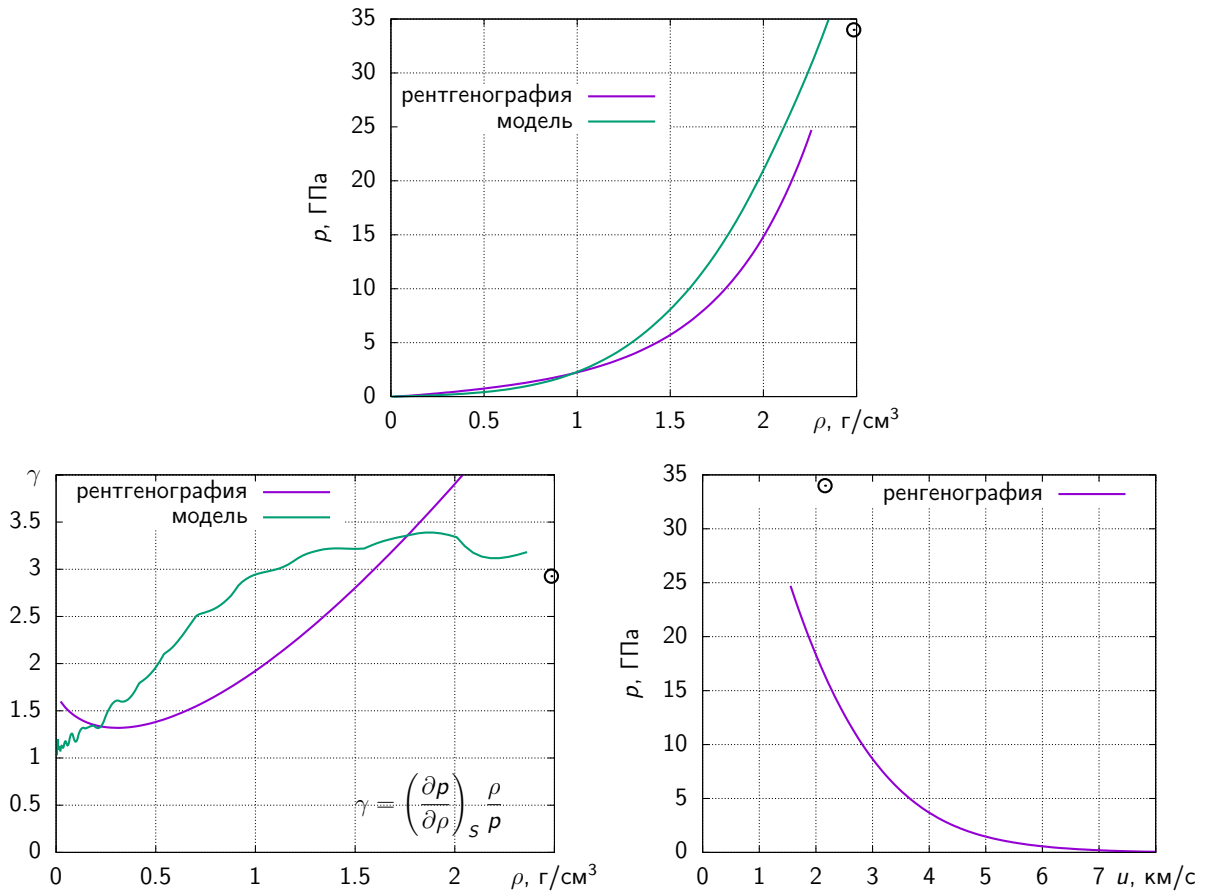 35
30
25
20
15
10
5
0
p, ГПа
рентгенография
модель
0 0.5 1 1.5 2 ρ, г/см³
γ
3.5
3
2.5
2
1.5
1
0.5
0
рентгенография
модель
γ = (∂p/∂ρ)_S ρ/p
0 0.5 1 1.5 2 ρ, г/см³
35
30
25
20
15
10
5
0
p, ГПа
ренгенография
0 1 2 3 4 5 6 7 u, км/с